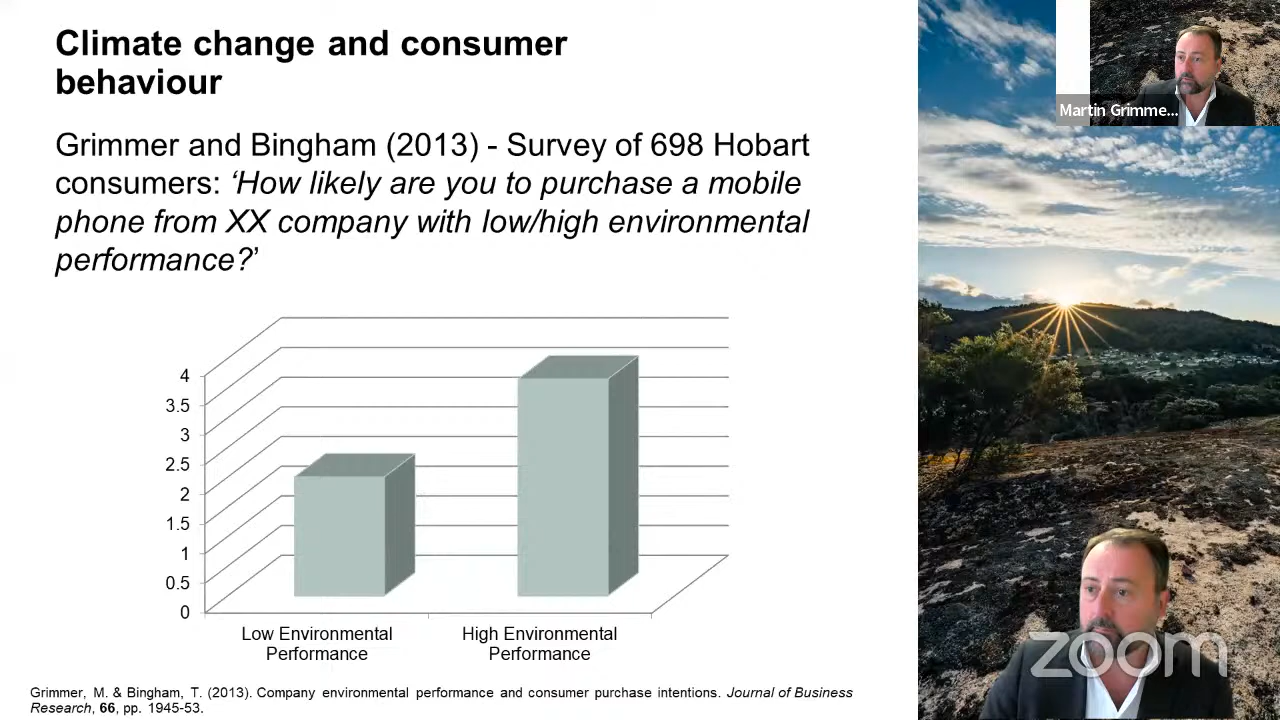 Climate change and consumer
behaviour
Grimmer and Bingham (2013) - Survey of 698 Hobart
consumers: ‘How likely are you to purchase a mobile
phone from XX company with low/high environmental
performance?’
4
3.5
3
2.5
2
1.5
1
0.5
0
Low Environmental
Performance
High Environmental
Performance
Grimmer, M. & Bingham, T. (2013). Company environmental performance and consumer purchase intentions. Journal of Business
Research, 66, pp. 1945-53.
Martin Grimme...
zoom